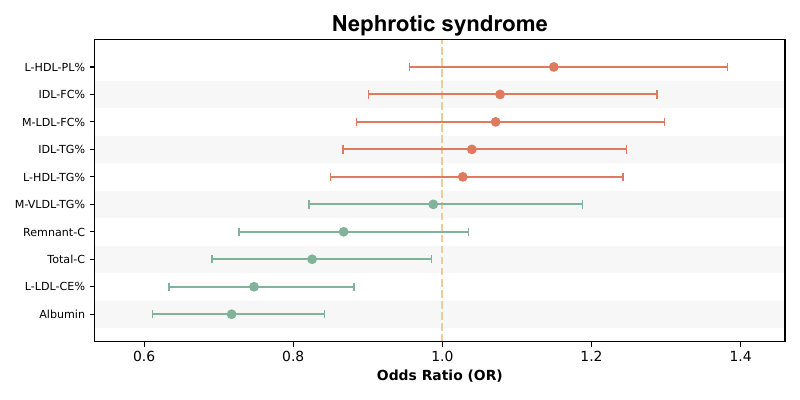 Nephrotic syndrome
L-HDL-PL%
IDL-FC%
M-LDL-FC%
IDL-TG%
L-HDL-TG%
M-VLDL-TG%
Remnant-C
Total-C
L-LDL-CE%
Albumin
0.6 0.8 1.0 1.2 1.4
Odds Ratio (OR)